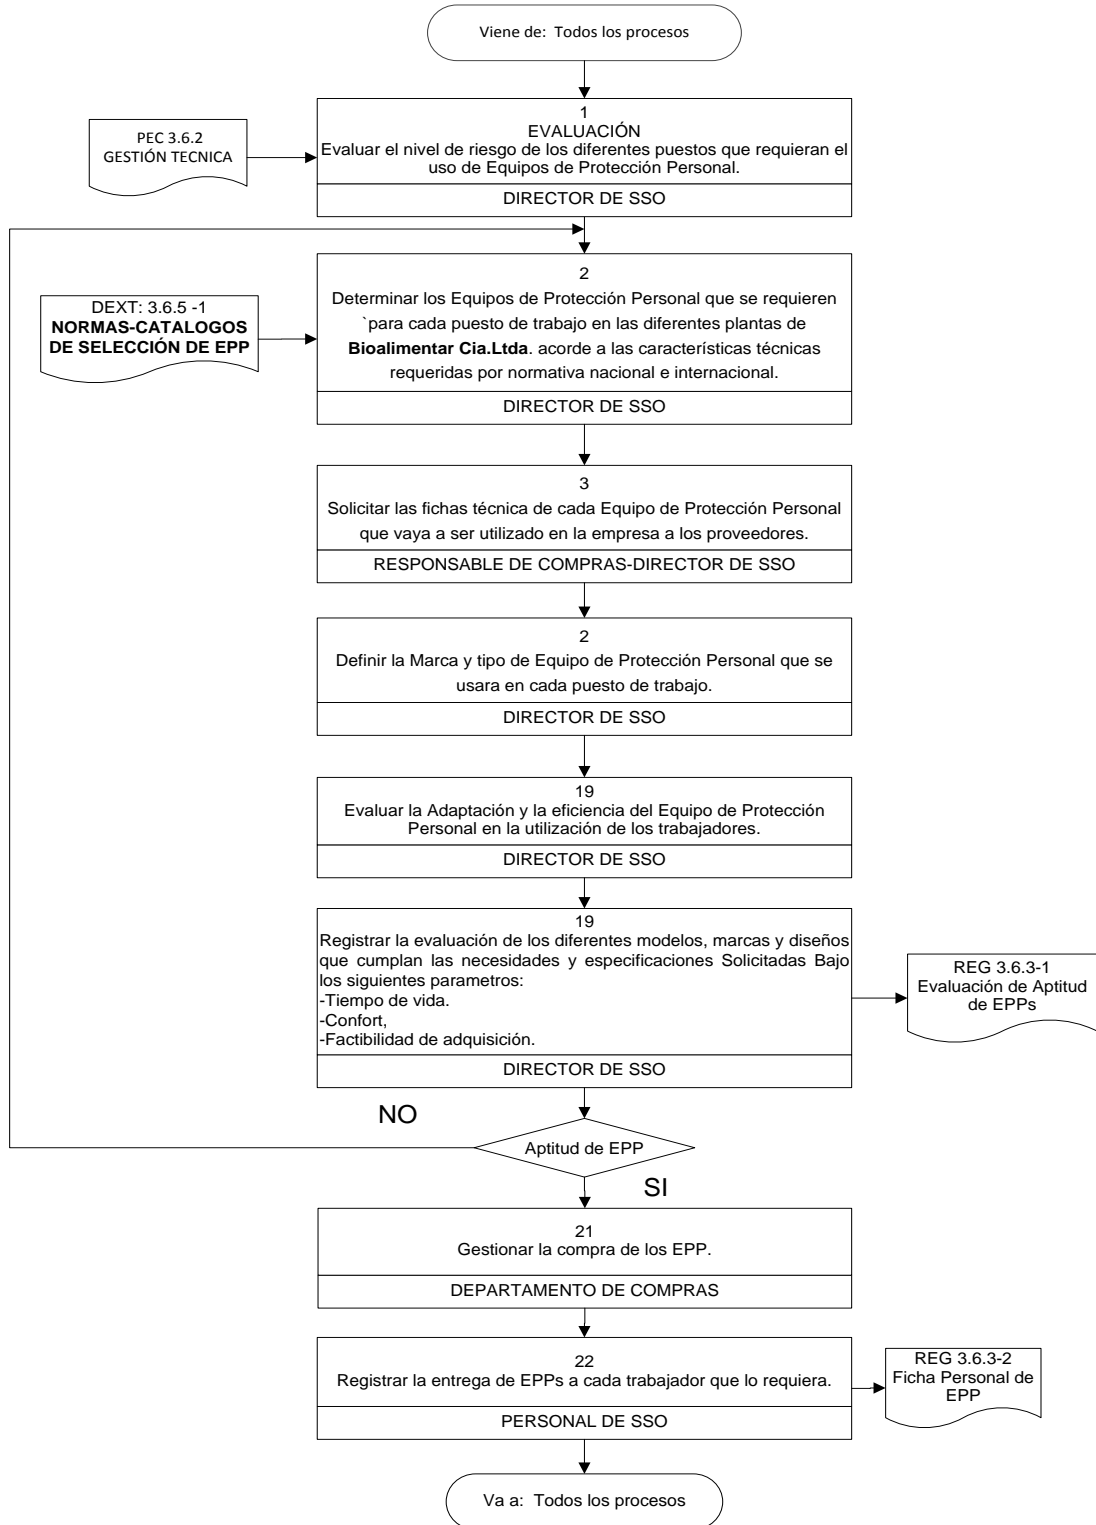 Viene de: Todos los procesos
PEC 3.6.2
GESTIÓN TECNICA
1
EVALUACIÓN
Evaluar el nivel de riesgo de los diferentes puestos que requieran el
uso de Equipos de Protección Personal.
DIRECTOR DE SSO
DEXT: 3.6.5 -1
NORMAS-CATALOGOS
DE SELECCIÓN DE EPP
2
Determinar los Equipos de Protección Personal que se requieren
`para cada puesto de trabajo en las diferentes plantas de
Bioalimentar Cia.Ltda. acorde a las características técnicas
requeridas por normativa nacional e internacional.
DIRECTOR DE SSO
3
Solicitar las fichas técnica de cada Equipo de Protección Personal
que vaya a ser utilizado en la empresa a los proveedores.
RESPONSABLE DE COMPRAS-DIRECTOR DE SSO
2
Definir la Marca y tipo de Equipo de Protección Personal que se
usara en cada puesto de trabajo.
DIRECTOR DE SSO
19
Evaluar la Adaptación y la eficiencia del Equipo de Protección
Personal en la utilización de los trabajadores.
DIRECTOR DE SSO
19
Registrar la evaluación de los diferentes modelos, marcas y diseños
que cumplan las necesidades y especificaciones Solicitadas Bajo
los siguientes parametros:
-Tiempo de vida.
-Confort,
-Factibilidad de adquisición.
DIRECTOR DE SSO
REG 3.6.3-1
Evaluación de Aptitud
de EPPs
NO
Aptitud de EPP
SI
21
Gestionar la compra de los EPP.
DEPARTAMENTO DE COMPRAS
22
Registrar la entrega de EPPs a cada trabajador que lo requiera.
PERSONAL DE SSO
REG 3.6.3-2
Ficha Personal de
EPP
Va a: Todos los procesos